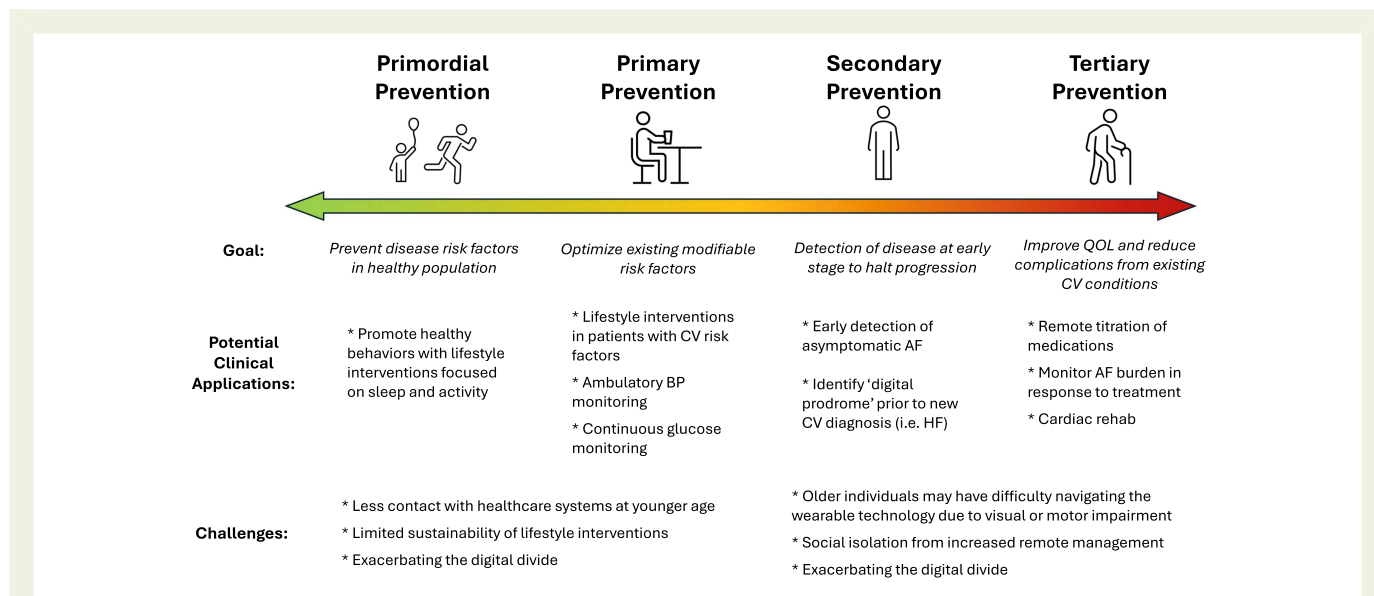 Primordial
Prevention
Primary
Prevention
Secondary
Prevention
Tertiary
Prevention
Goal:
Prevent disease risk factors
in healthy population
Optimize existing modifiable
risk factors
Detection of disease at early
stage to halt progression
Improve QOL and reduce
complications from existing
CV conditions
Potential
Clinical
Applications:
* Promote healthy
behaviors with lifestyle
interventions focused
on sleep and activity
* Lifestyle interventions
in patients with CV risk
factors
* Ambulatory BP
monitoring
* Continuous glucose
monitoring
* Early detection of
asymptomatic AF
* Identify ‘digital
prodrome’ prior to new
CV diagnosis (i.e. HF)
* Remote titration of
medications
* Monitor AF burden in
response to treatment
* Cardiac rehab
Challenges:
* Less contact with healthcare systems at younger age
* Limited sustainability of lifestyle interventions
* Exacerbating the digital divide
* Older individuals may have difficulty navigating the
wearable technology due to visual or motor impairment
* Social isolation from increased remote management
* Exacerbating the digital divide